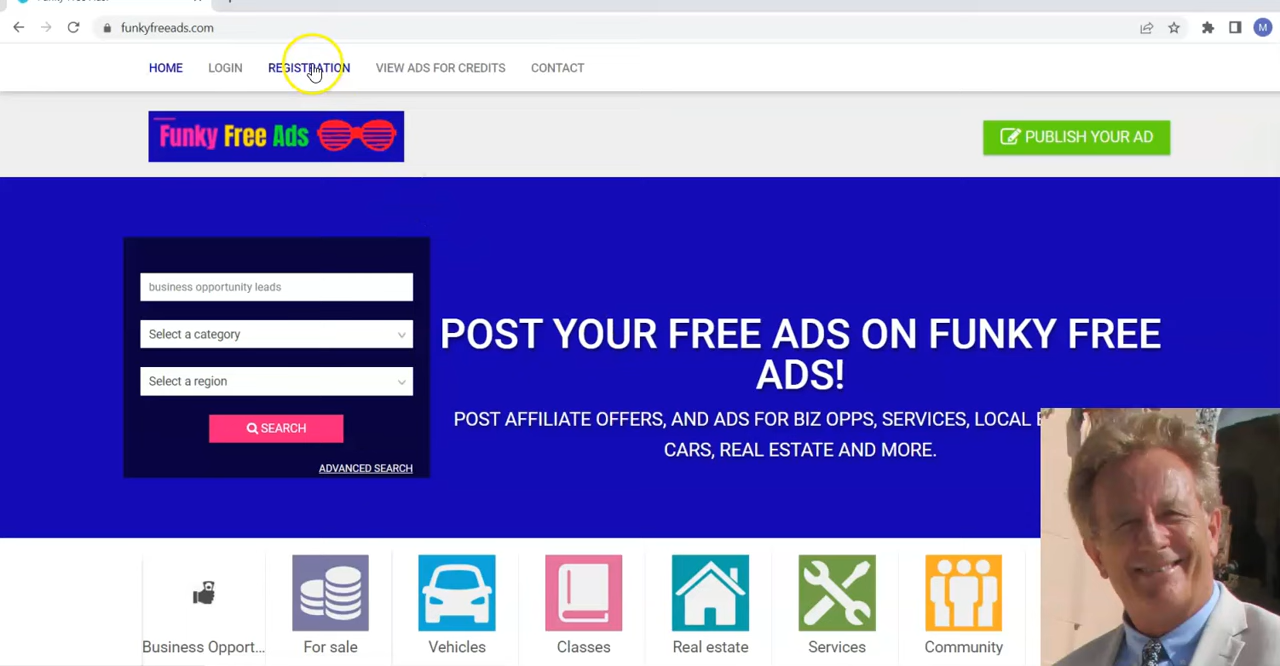 funkyfreeads.com
M
HOME LOGIN REGISTRATION VIEW ADS FOR CREDITS CONTACT
Funky Free Ads
PUBLISH YOUR AD
business opportunity leads
Select a category
Select a region
SEARCH
ADVANCED SEARCH
POST YOUR FREE ADS ON FUNKY FREE
ADS!
POST AFFILIATE OFFERS, AND ADS FOR BIZ OPPS, SERVICES, LOCAL
CARS, REAL ESTATE AND MORE.
Business Opport... For sale Vehicles Classes Real estate Services Community